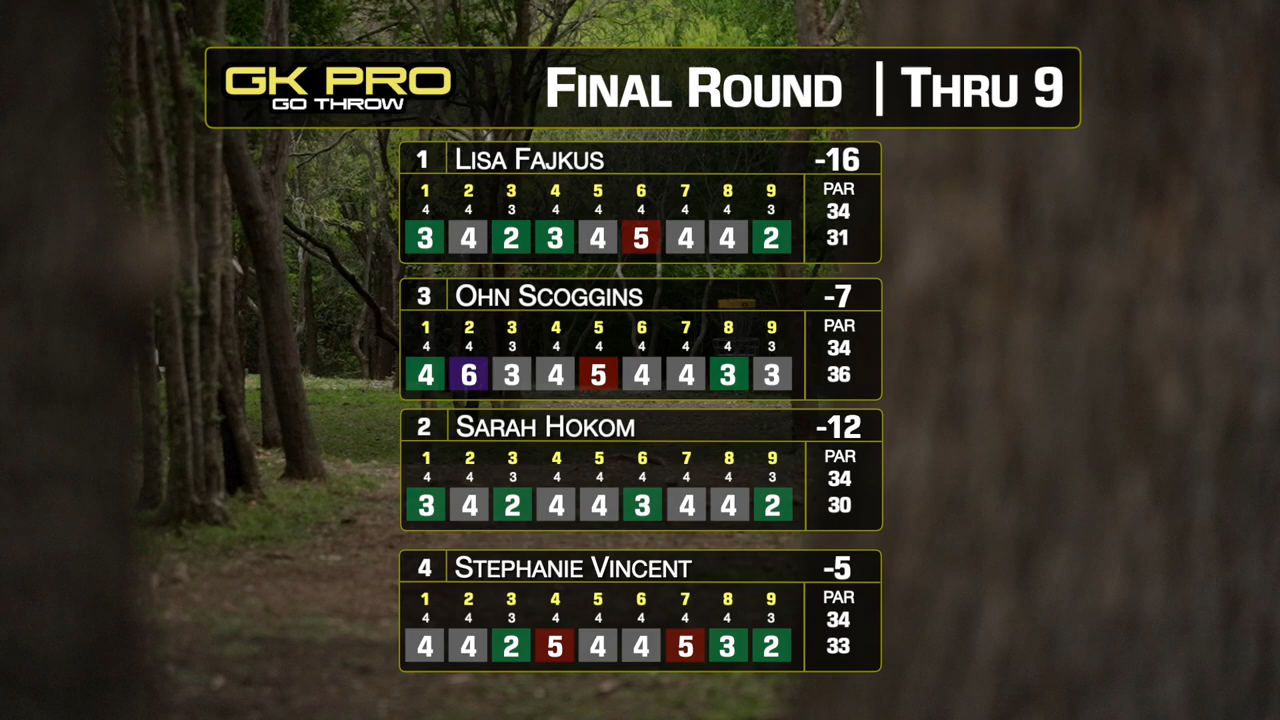 GK PRO
GO THROW
FINAL ROUND | THRU 9
1 LISA FAJKUS -16
1 2 3 4 5 6 7 8 9 PAR
4 4 3 4 4 4 4 4 3 34
3 4 2 3 4 5 4 4 2 31
3 OHN SCOGGINS -7
1 2 3 4 5 6 7 8 9 PAR
4 4 3 4 4 4 4 4 3 34
4 6 3 4 5 4 4 3 3 36
2 SARAH HOKOM -12
1 2 3 4 5 6 7 8 9 PAR
4 4 3 4 4 4 4 4 3 34
3 4 2 4 4 3 4 4 2 30
4 STEPHANIE VINCENT -5
1 2 3 4 5 6 7 8 9 PAR
4 4 3 4 4 4 4 4 3 34
4 4 2 5 4 4 5 3 2 33